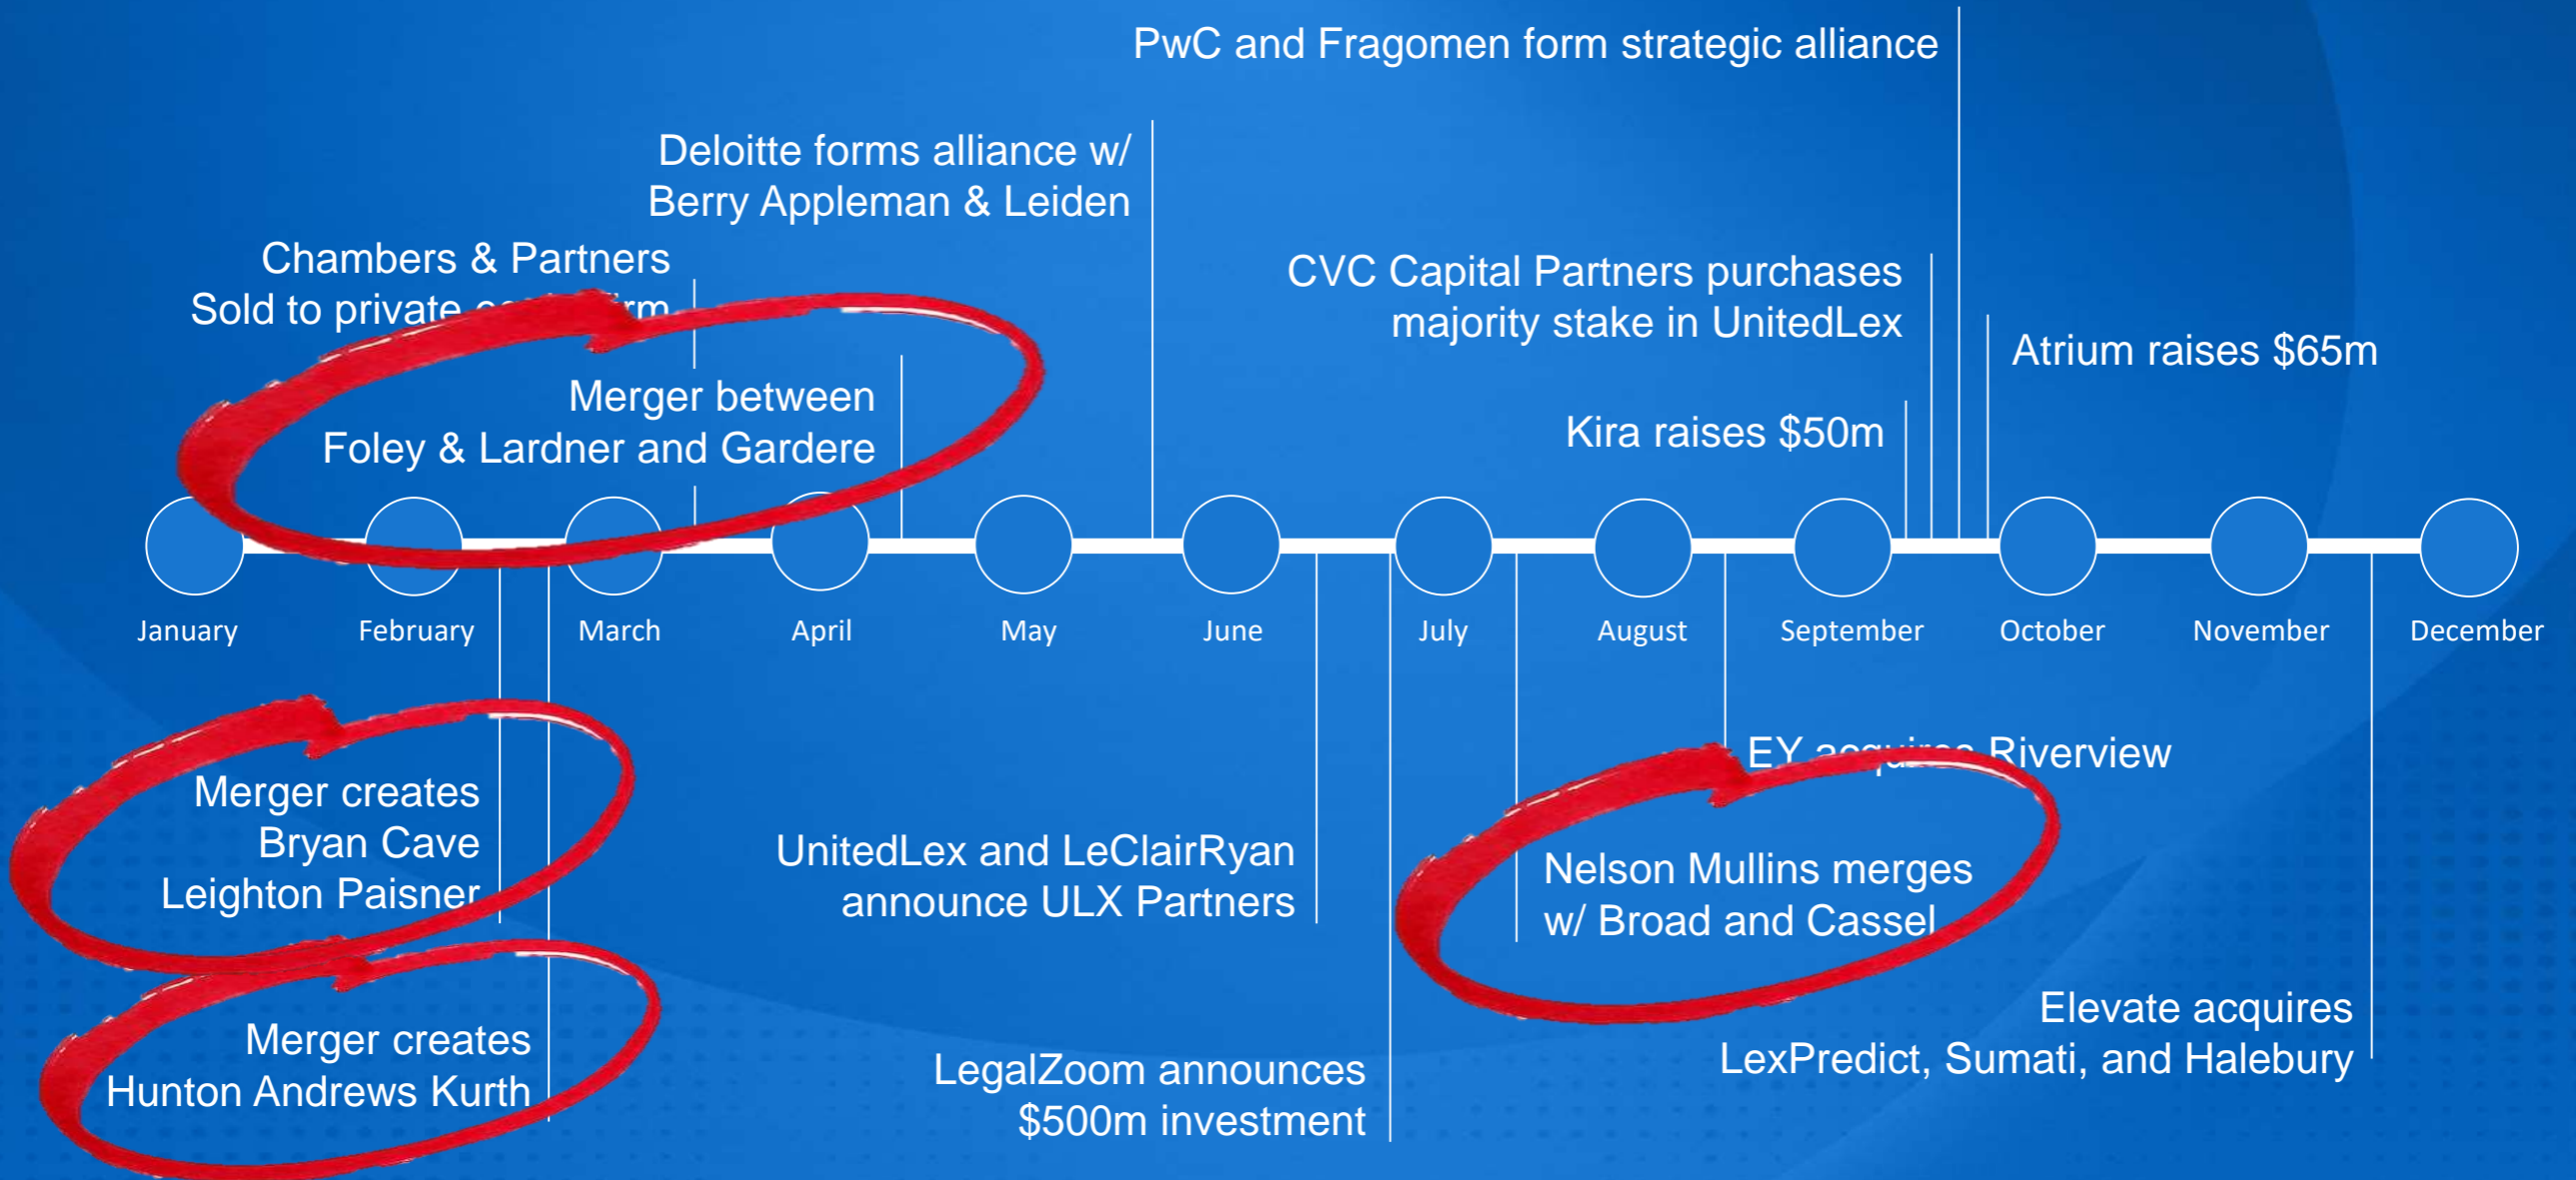 PwC and Fragomen form strategic alliance
Deloitte forms alliance w/
Berry Appleman & Leiden
Chambers & Partners
Sold to private
CVC Capital Partners purchases
majority stake in UnitedLex
Atrium raises $65m
Merger between
Foley & Lardner and Gardere
Kira raises $50m
January
February
March
April
May
June
July
August
September
October
November
December
Merger creates
Bryan Cave
Leighton Paisner
UnitedLex and LeClairRyan
announce ULX Partners
EY acquires Riverview
Nelson Mullins merges
w/ Broad and Cassel
Merger creates
Hunton Andrews Kurth
LegalZoom announces
$500m investment
Elevate acquires
LexPredict, Sumati, and Halebury